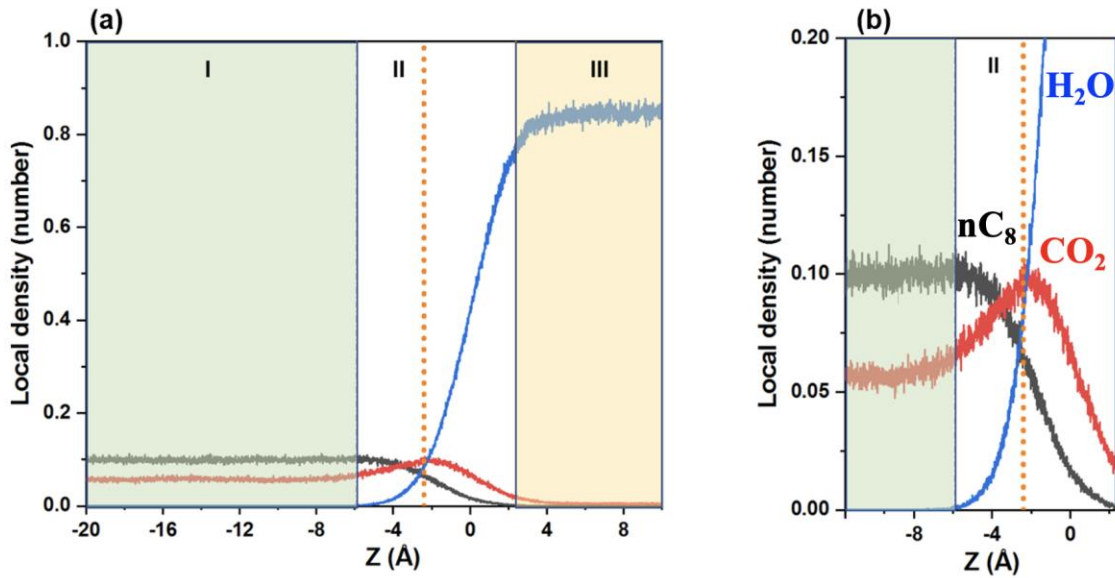 (a)
1.0
0.8
0.6
0.4
0.2
0.0
Local density (number)
I
II
III
-20
-16
-12
-8
-4
0
4
8
Z (Å)
(b)
0.20
0.15
0.10
0.05
0.00
Local density (number)
II
H₂O
nC₈
CO₂
-8
-4
0
Z (Å)